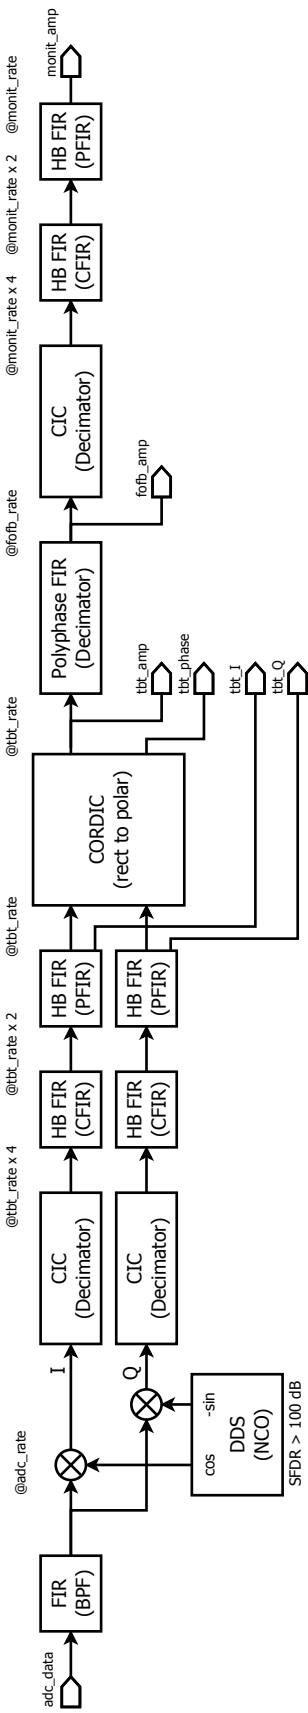 adc_data
FIR
(BPF)
@adc_rate
I
Q
cos
-sin
DDS
(NCO)
SFDR > 100 dB
CIC
(Decimator)
CIC
(Decimator)
@tbt_rate x 4
HB FIR
(CFIR)
HB FIR
(CFIR)
@tbt_rate x 2
HB FIR
(PFIR)
HB FIR
(PFIR)
@tbt_rate
CORDIC
(rect to polar)
@tbt_rate
tbt_amp
tbt_phase
tbt_I
tbt_Q
Polyphase FIR
(Decimator)
@fofb_rate
fofb_amp
CIC
(Decimator)
@monit_rate x 4
HB FIR
(CFIR)
@monit_rate x 2
HB FIR
(PFIR)
@monit_rate
monit_amp